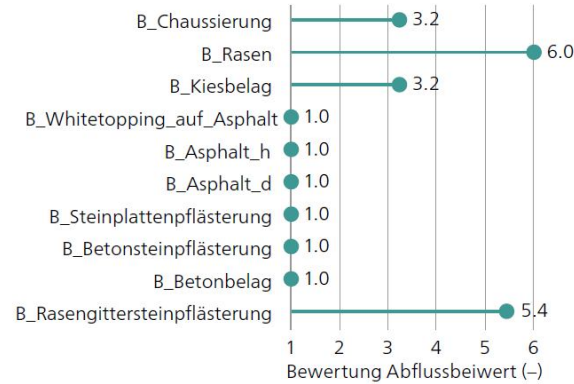 B_Chaussierung 3.2
B_Rasen 6.0
B_Kiesbelag 3.2
B_Whitetopping_auf_Asphalt 1.0
B_Asphalt_h 1.0
B_Asphalt_d 1.0
B_Steinplattenpflästerung 1.0
B_Betonsteinpflästerung 1.0
B_Betonbelag 1.0
B_Rasengittersteinpflästerung 5.4
1 2 3 4 5 6
Bewertung Abflussbeiwert (–)